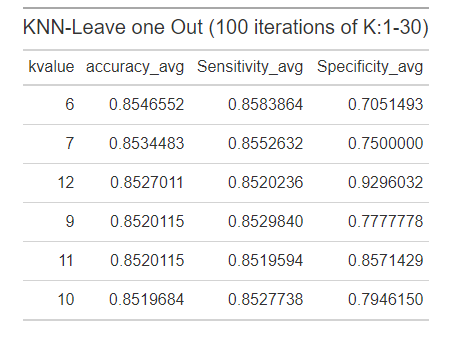 KNN-Leave one Out (100 iterations of K:1-30)
kvalue accuracy_avg Sensitivity_avg Specificity_avg
6 0.8546552 0.8583864 0.7051493
7 0.8534483 0.8552632 0.7500000
12 0.8527011 0.8520236 0.9296032
9 0.8520115 0.8529840 0.7777778
11 0.8520115 0.8519594 0.8571429
10 0.8519684 0.8527738 0.7946150